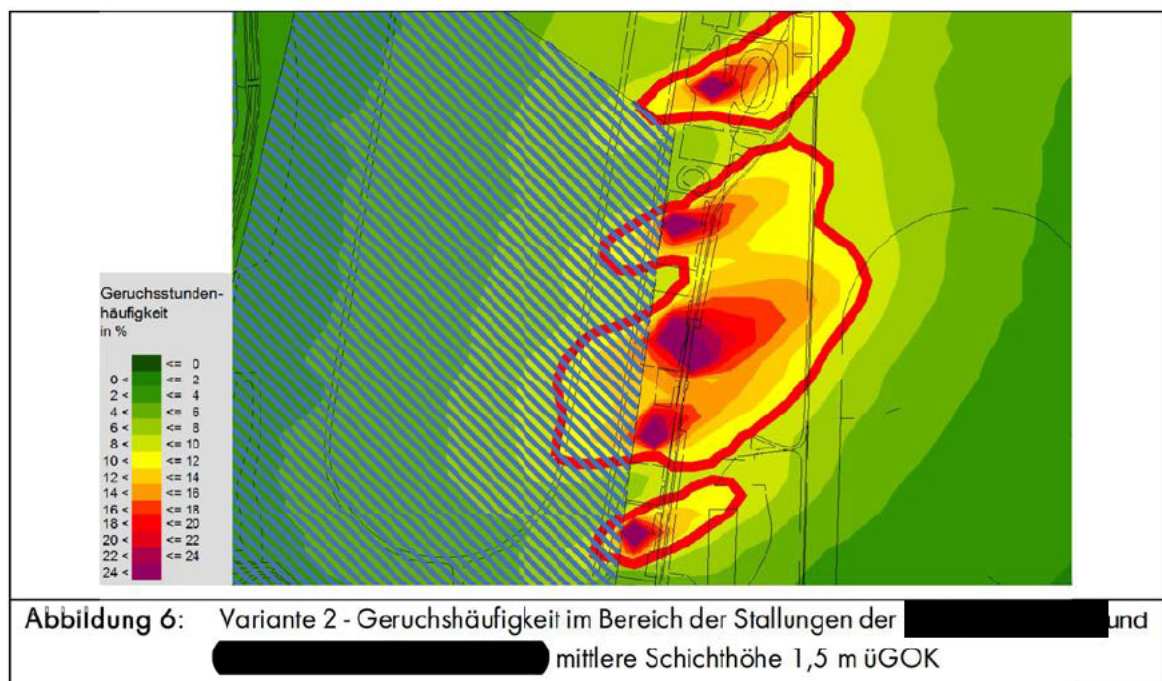 Geruchsstunden-
häufigkeit
in %
<= 0
0 < <= 2
2 < <= 4
4 < <= 6
6 < <= 8
8 < <= 10
10 < <= 12
12 < <= 14
14 < <= 16
16 < <= 18
18 < <= 20
20 < <= 22
22 < <= 24
24 <
Abbildung 6: Variante 2 - Geruchshäufigkeit im Bereich der Stallungen der und
mittlere Schichthöhe 1,5 m üGOK